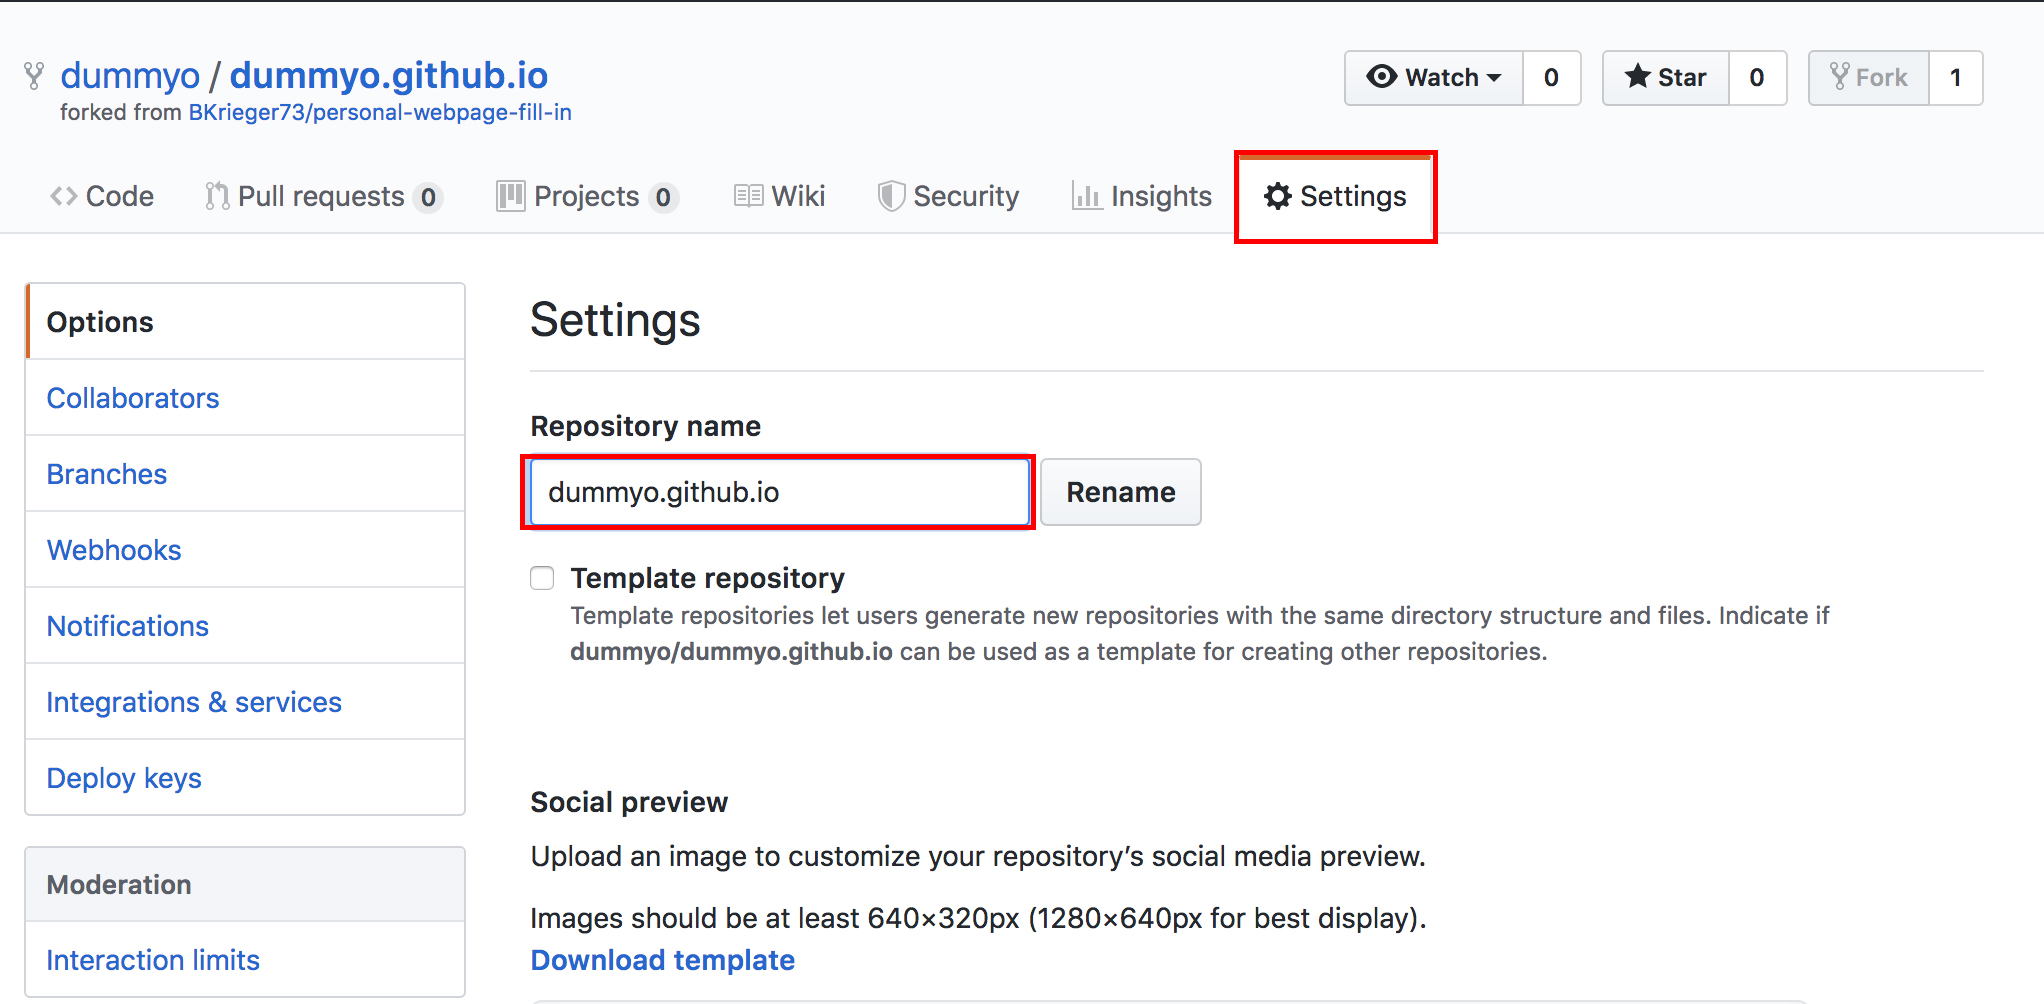 dummyo / dummyo.github.io
forked from BKrieger73/personal-webpage-fill-in
Watch 0 Star 0 Fork 1
Code Pull requests 0 Projects 0 Wiki Security Insights Settings
Options
Collaborators
Branches
Webhooks
Notifications
Integrations & services
Deploy keys
Moderation
Interaction limits
Settings
Repository name
dummyo.github.io Rename
Template repository
Template repositories let users generate new repositories with the same directory structure and files. Indicate if
dummyo/dummyo.github.io can be used as a template for creating other repositories.
Social preview
Upload an image to customize your repository’s social media preview.
Images should be at least 640×320px (1280×640px for best display).
Download template